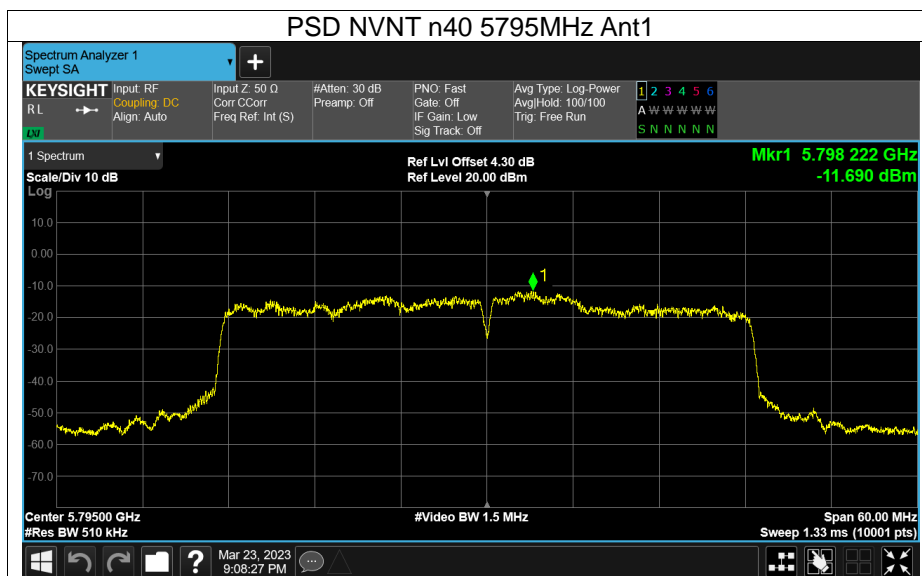 PSD NVNT n40 5795MHz Ant1
Spectrum Analyzer 1
Swept SA
KEYSIGHT
RL
LXI
Input: RF
Coupling: DC
Align: Auto
Input Z: 50 Ω
Corr CCorr
Freq Ref: Int (S)
#Atten: 30 dB
Preamp: Off
PNO: Fast
Gate: Off
IF Gain: Low
Sig Track: Off
Avg Type: Log-Power
Avg|Hold: 100/100
Trig: Free Run
1 2 3 4 5 6
A W W W W W
S N N N N N
1 Spectrum
Scale/Div 10 dB
Ref Lvl Offset 4.30 dB
Ref Level 20.00 dBm
Mkr1 5.798 222 GHz
-11.690 dBm
Log
10.0
0.00
-10.0
-20.0
-30.0
-40.0
-50.0
-60.0
-70.0
1
Center 5.79500 GHz
#Res BW 510 kHz
#Video BW 1.5 MHz
Span 60.00 MHz
Sweep 1.33 ms (10001 pts)
Mar 23, 2023
9:08:27 PM